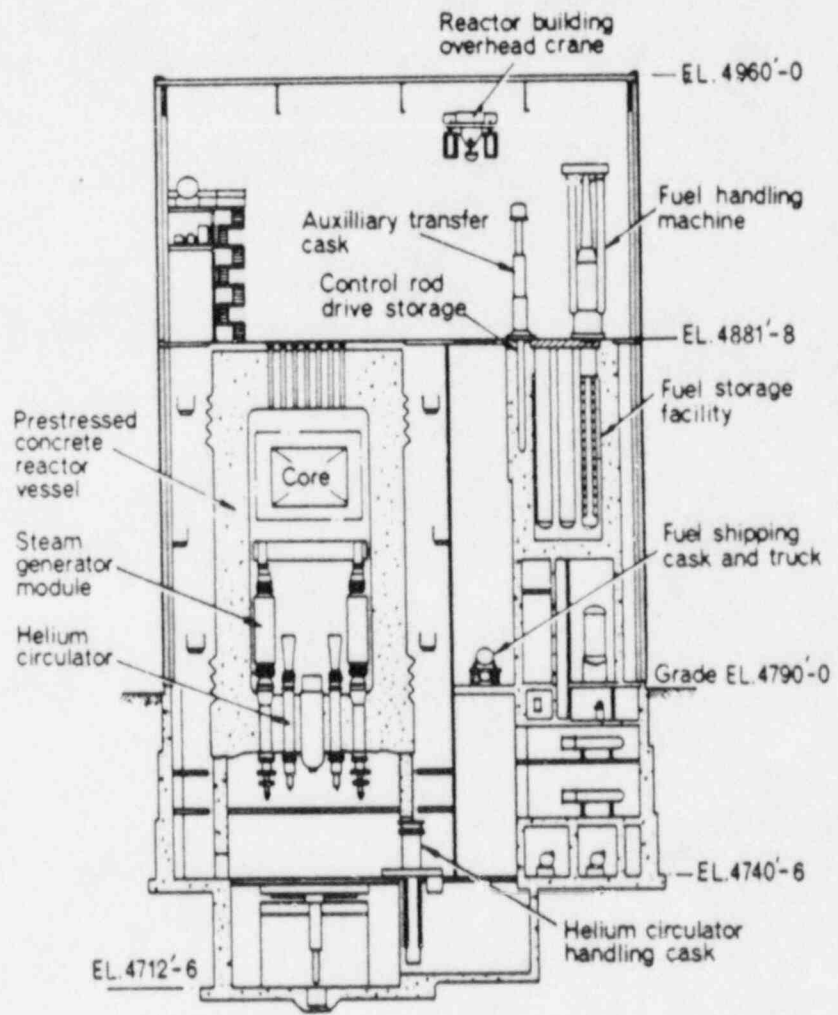 Reactor building
overhead crane
EL.4960'-0
Auxilliary transfer
cask
Fuel handling
machine
Control rod
drive storage
EL.4881'-8
Prestressed
concrete
reactor
vessel
Core
Fuel storage
facility
Steam
generator
module
Fuel shipping
cask and truck
Helium
circulator
Grade EL.4790'-0
EL.4740'-6
Helium circulator
handling cask
EL.4712'-6